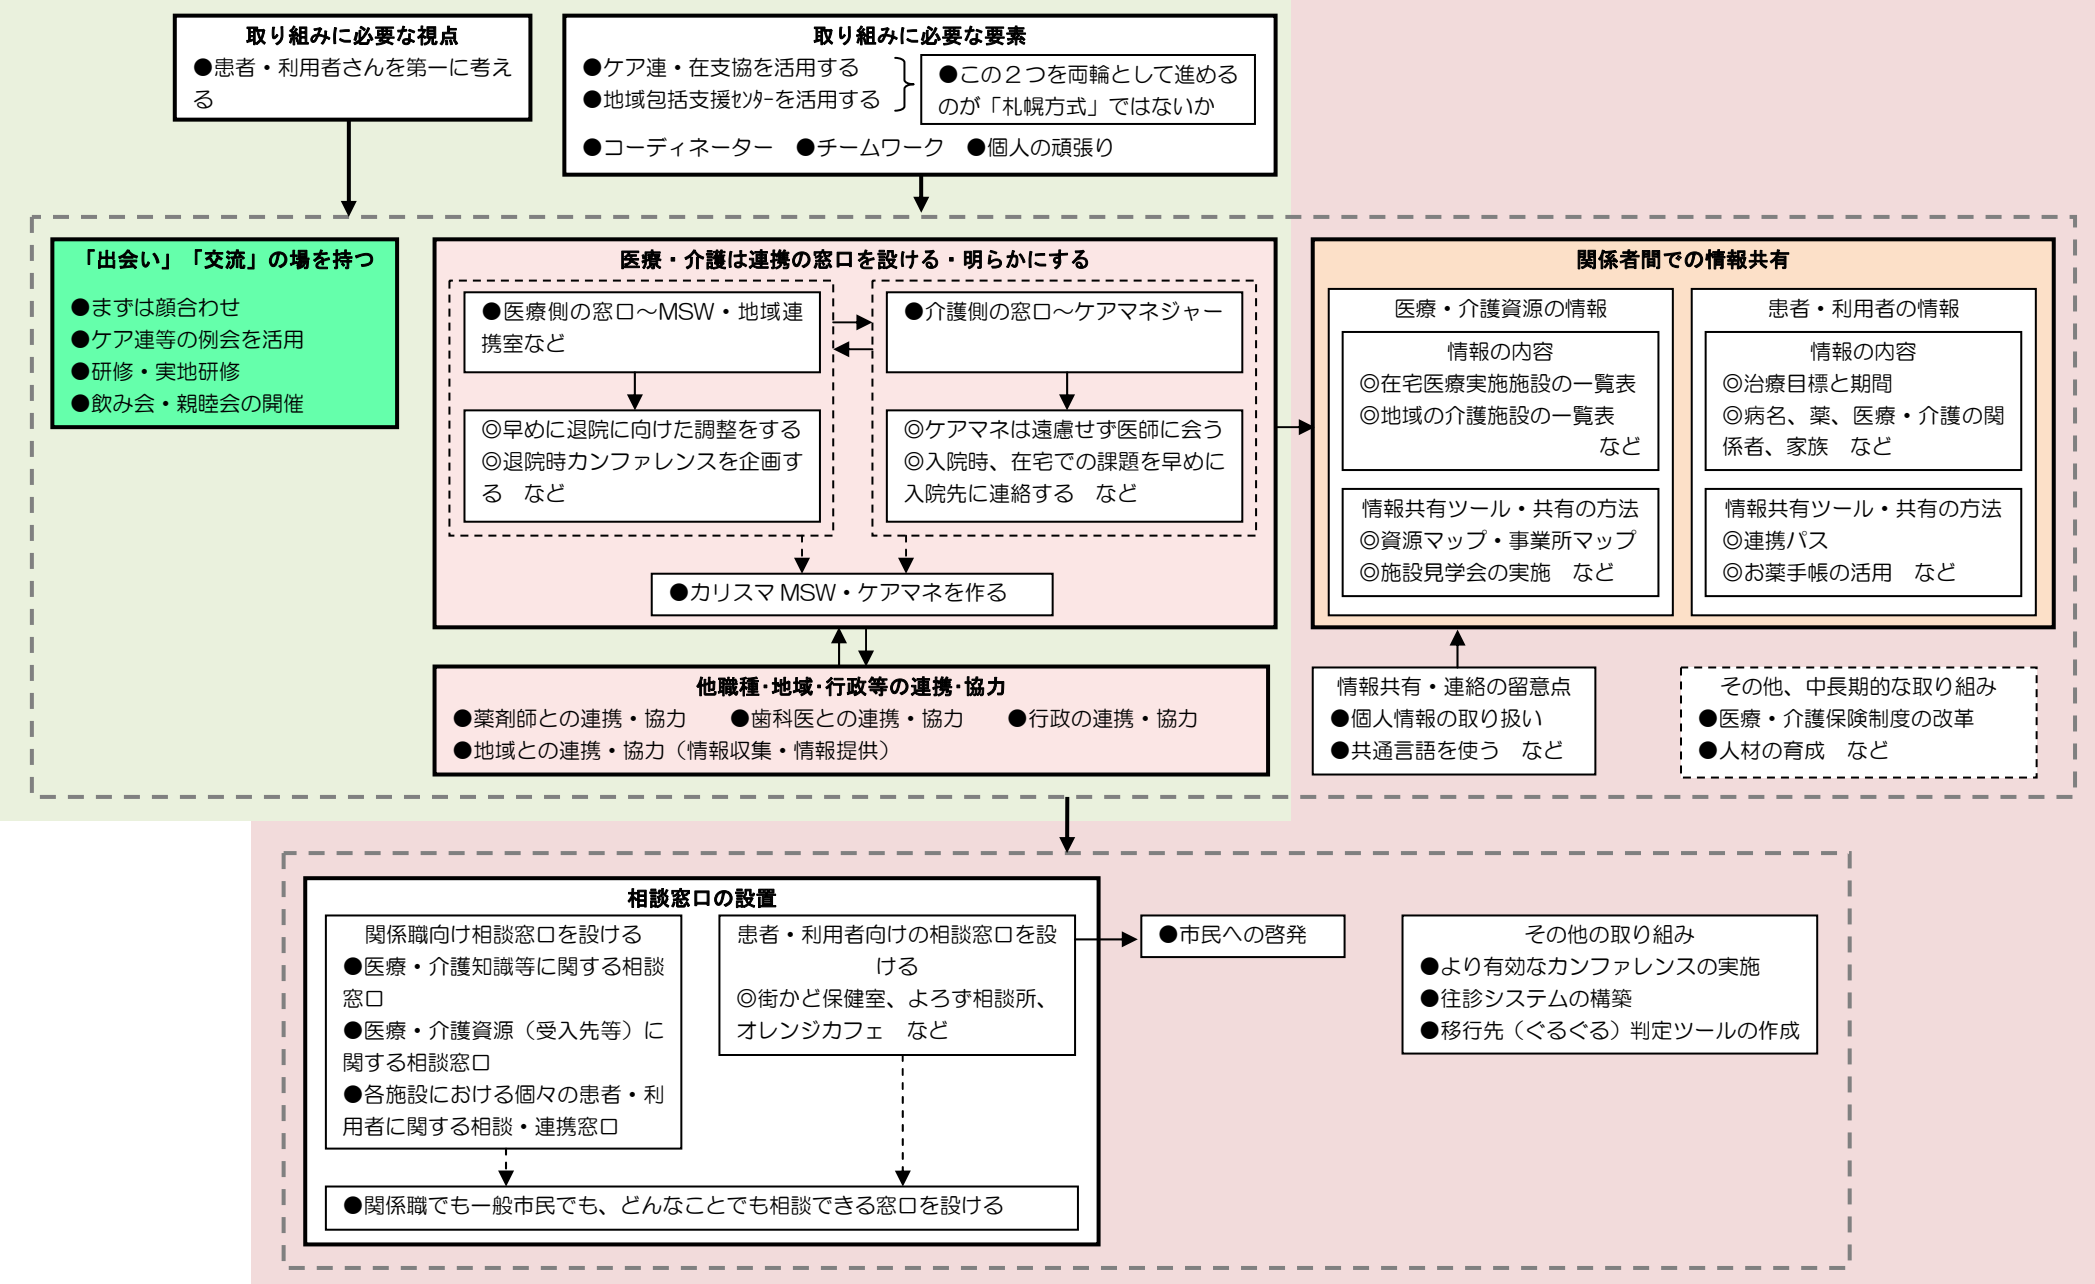 取り組みに必要な視点
●患者・利用者さんを第一に考え
る
取り組みに必要な要素
●ケア連・在支協を活用する
●地域包括支援ｾﾝﾀｰを活用する
●この２つを両輪として進める
のが「札幌方式」ではないか
●コーディネーター　●チームワーク　●個人の頑張り
「出会い」「交流」の場を持つ
●まずは顔合わせ
●ケア連等の例会を活用
●研修・実地研修
●飲み会・親睦会の開催
医療・介護は連携の窓口を設ける・明らかにする
●医療側の窓口～MSW・地域連
携室など
◎早めに退院に向けた調整をする
◎退院時カンファレンスを企画す
る　など
●介護側の窓口～ケアマネジャー
◎ケアマネは遠慮せず医師に会う
◎入院時、在宅での課題を早めに
入院先に連絡する　など
●カリスマ MSW・ケアマネを作る
他職種･地域･行政等の連携･協力
●薬剤師との連携・協力　　●歯科医との連携・協力　　●行政の連携・協力
●地域との連携・協力（情報収集・情報提供）
関係者間での情報共有
医療・介護資源の情報
情報の内容
◎在宅医療実施施設の一覧表
◎地域の介護施設の一覧表
など
情報共有ツール・共有の方法
◎資源マップ・事業所マップ
◎施設見学会の実施　など
患者・利用者の情報
情報の内容
◎治療目標と期間
◎病名、薬、医療・介護の関
係者、家族　など
情報共有ツール・共有の方法
◎連携パス
◎お薬手帳の活用　など
情報共有・連絡の留意点
●個人情報の取り扱い
●共通言語を使う　など
その他、中長期的な取り組み
●医療・介護保険制度の改革
●人材の育成　など
相談窓口の設置
関係職向け相談窓口を設ける
●医療・介護知識等に関する相談
窓口
●医療・介護資源（受入先等）に
関する相談窓口
●各施設における個々の患者・利
用者に関する相談・連携窓口
患者・利用者向けの相談窓口を設
ける
◎街かど保健室、よろず相談所、
オレンジカフェ　など
●関係職でも一般市民でも、どんなことでも相談できる窓口を設ける
●市民への啓発
その他の取り組み
●より有効なカンファレンスの実施
●往診システムの構築
●移行先（ぐるぐる）判定ツールの作成